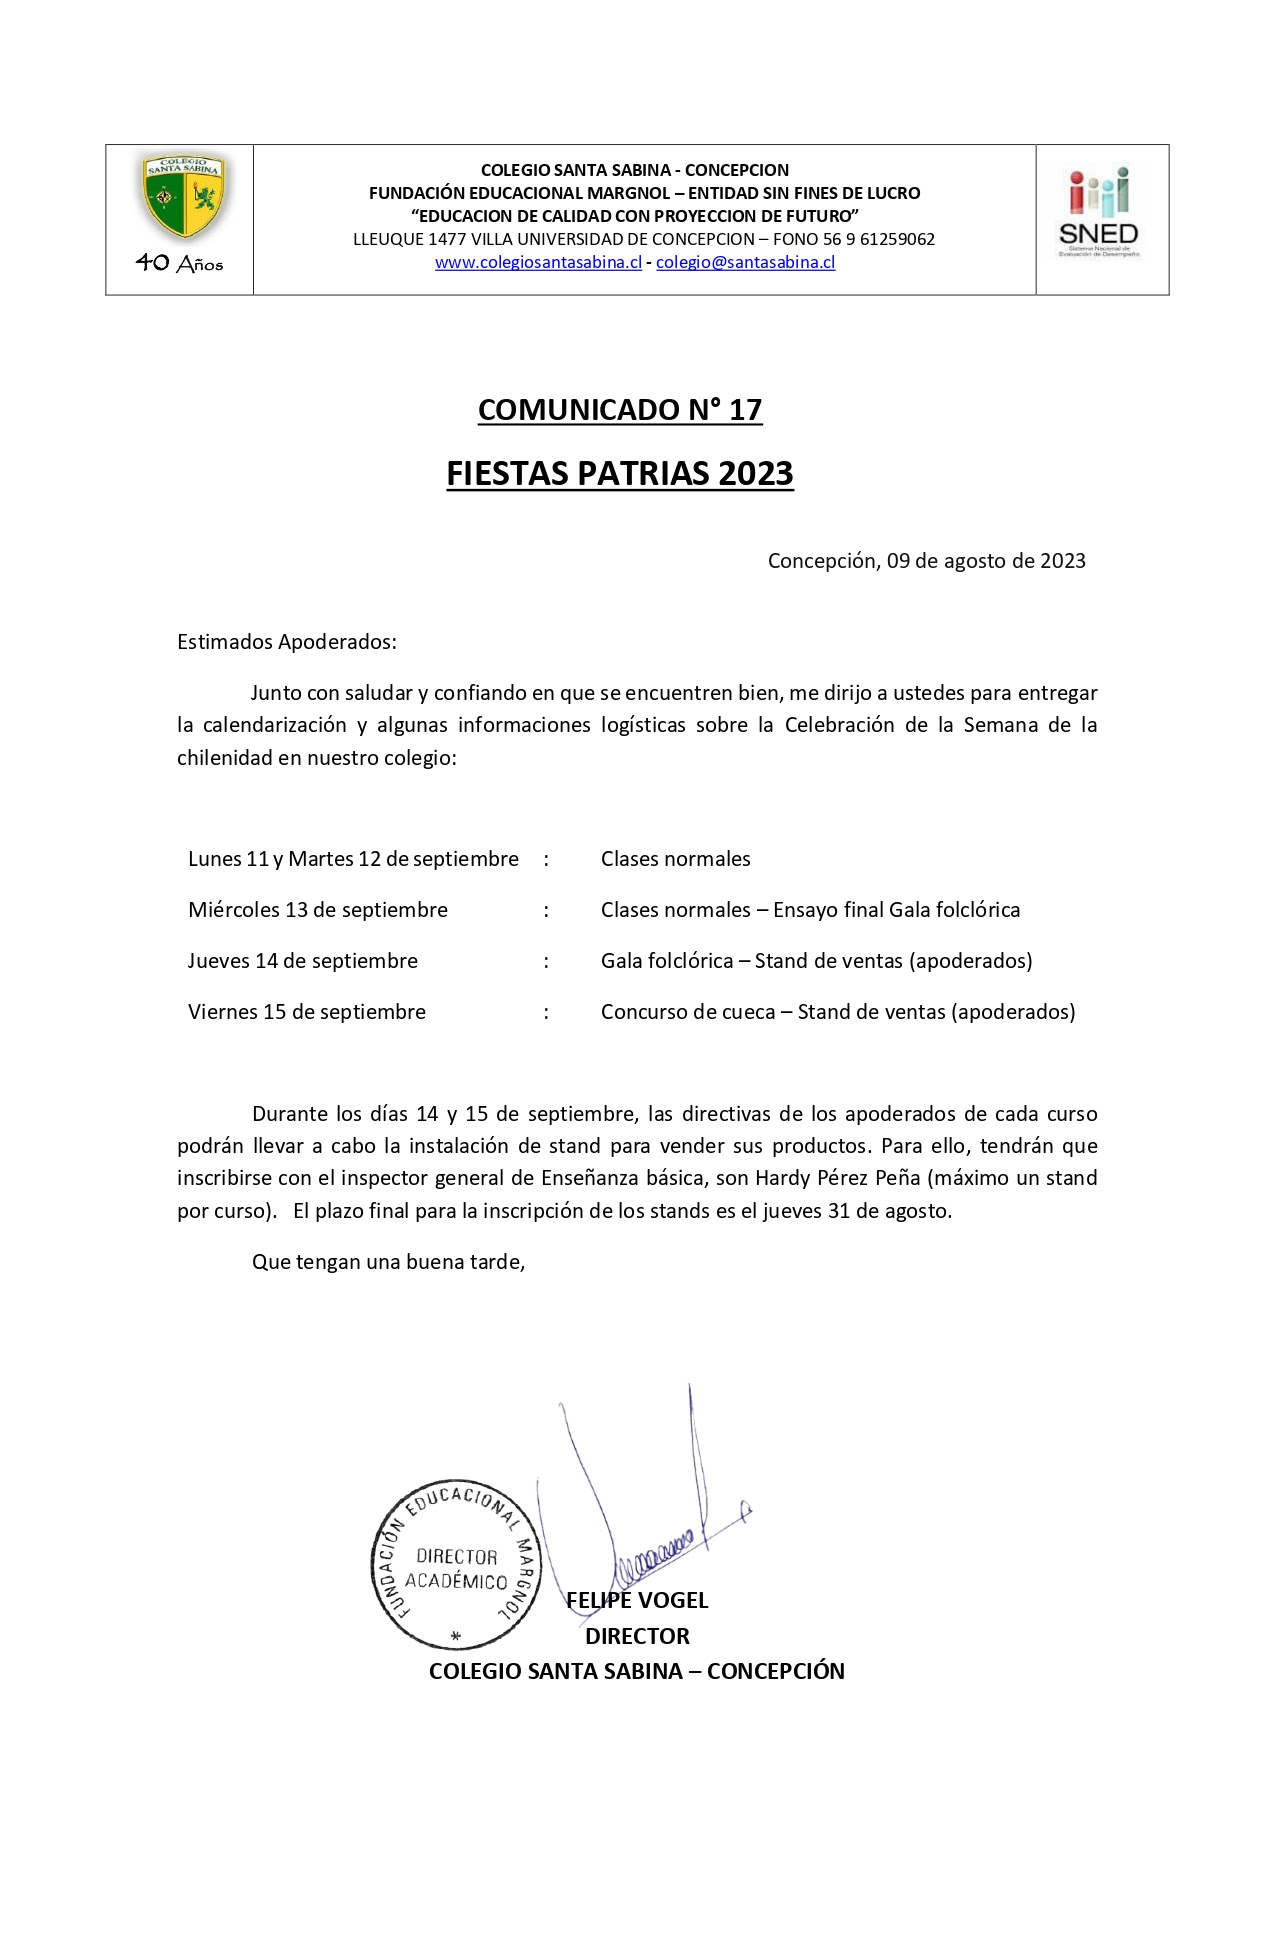 COLEGIO
SANTA SABINA
40 Años
COLEGIO SANTA SABINA - CONCEPCION
FUNDACIÓN EDUCACIONAL MARGNOL – ENTIDAD SIN FINES DE LUCRO
“EDUCACION DE CALIDAD CON PROYECCION DE FUTURO”
LLEUQUE 1477 VILLA UNIVERSIDAD DE CONCEPCION – FONO 56 9 61259062
www.colegiosantasabina.cl - colegio@santasabina.cl
SNED
Sistema Nacional de
Evaluación de Desempeño.
COMUNICADO N° 17
FIESTAS PATRIAS 2023
Concepción, 09 de agosto de 2023
Estimados Apoderados:
Junto con saludar y confiando en que se encuentren bien, me dirijo a ustedes para entregar
la calendarización y algunas informaciones logísticas sobre la Celebración de la Semana de la
chilenidad en nuestro colegio:
Lunes 11 y Martes 12 de septiembre : Clases normales
Miércoles 13 de septiembre : Clases normales – Ensayo final Gala folclórica
Jueves 14 de septiembre : Gala folclórica – Stand de ventas (apoderados)
Viernes 15 de septiembre : Concurso de cueca – Stand de ventas (apoderados)
Durante los días 14 y 15 de septiembre, las directivas de los apoderados de cada curso
podrán llevar a cabo la instalación de stand para vender sus productos. Para ello, tendrán que
inscribirse con el inspector general de Enseñanza básica, son Hardy Pérez Peña (máximo un stand
por curso). El plazo final para la inscripción de los stands es el jueves 31 de agosto.
Que tengan una buena tarde,
FUNDACIÓN EDUCACIONAL MARGNOL
DIRECTOR
ACADÉMICO
*
FELIPE VOGEL
DIRECTOR
COLEGIO SANTA SABINA – CONCEPCIÓN